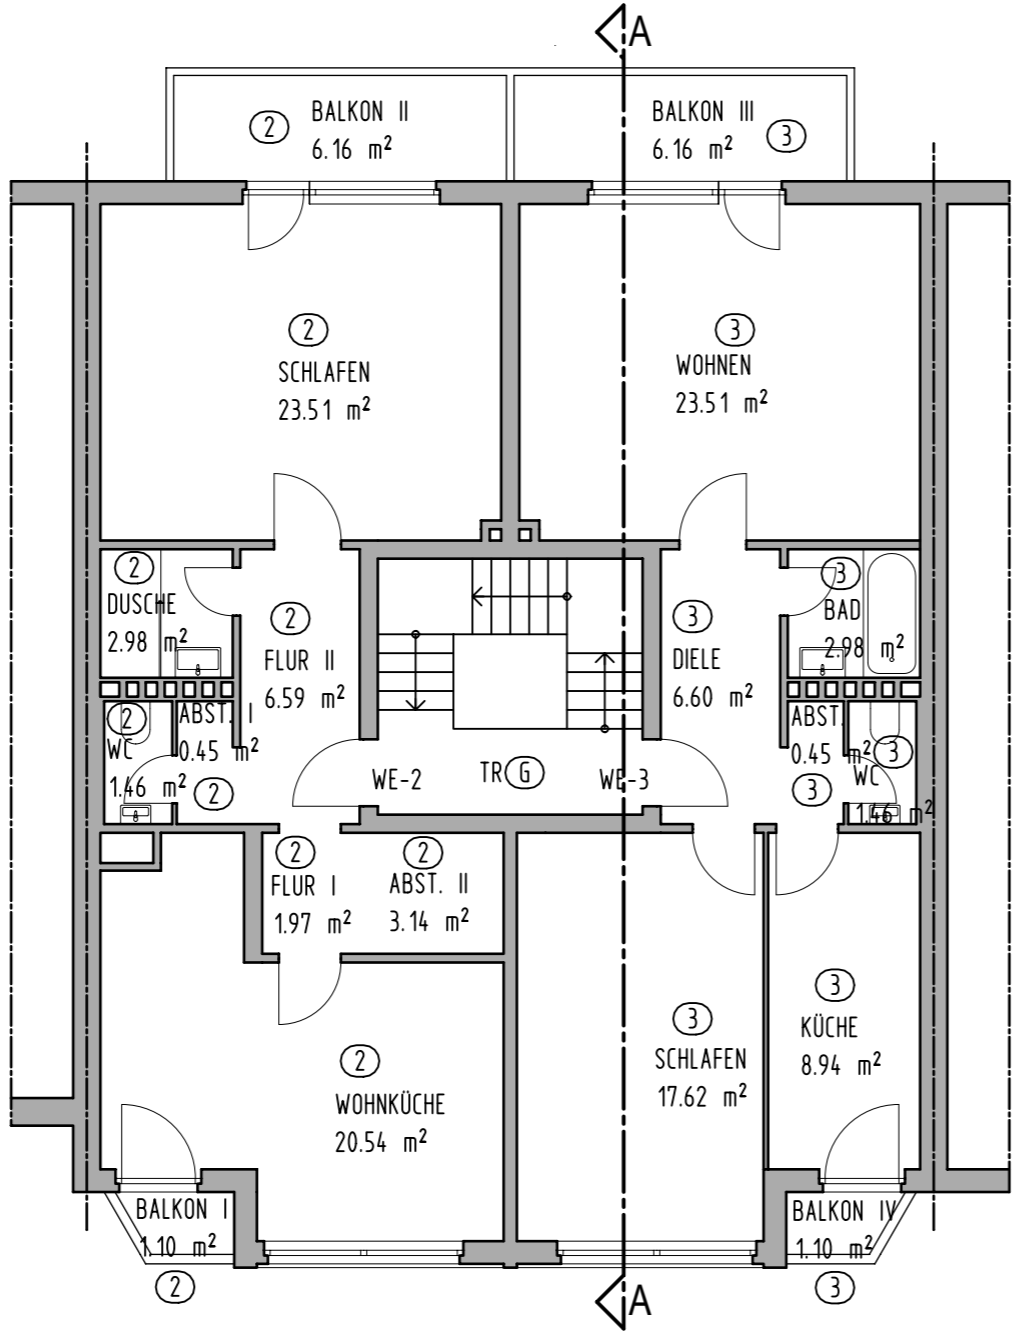 A
BALKON II
2
6.16 m²
BALKON III
3
6.16 m²
2
SCHLAFEN
23.51 m²
3
WOHNEN
23.51 m²
2
DUSCHE
2.98 m²
2
FLUR II
6.59 m²
3
DIELE
6.60 m²
3
BAD
2.98 m²
2
WC
1.46 m²
ABST. I
0.45 m²
2
WE-2
TR. G
WE-3
ABST.
0.45 m²
3
3
WC
1.46 m²
2
FLUR I
1.97 m²
2
ABST. II
3.14 m²
2
WOHNKÜCHE
20.54 m²
3
SCHLAFEN
17.62 m²
3
KÜCHE
8.94 m²
BALKON I
1.10 m²
2
BALKON IV
1.10 m²
3
A